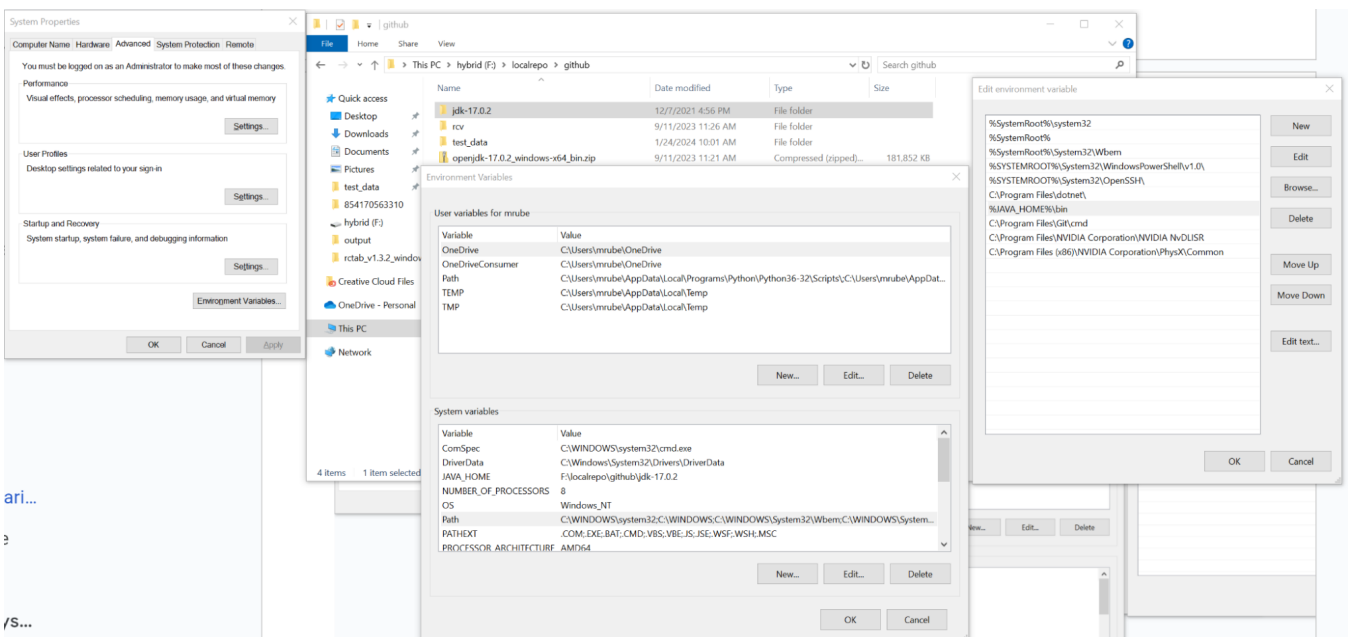 System Properties
Computer Name Hardware Advanced System Protection Remote
You must be logged on as an Administrator to make most of these changes.
Performance
Visual effects, processor scheduling, memory usage, and virtual memory
Settings...
User Profiles
Desktop settings related to your sign-in
Settings...
Startup and Recovery
System startup, system failure, and debugging information
Settings...
Environment Variables...
OK Cancel Apply
github
File Home Share View
This PC > hybrid (F:) > localrepo > github
Search github
Name Date modified Type Size
jdk-17.0.2 12/7/2021 4:56 PM File folder
rcv 9/11/2023 11:26 AM File folder
test_data 1/24/2024 10:01 AM File folder
openjdk-17.0.2_windows-x64_bin.zip 9/11/2023 11:21 AM Compressed (zipped)... 181,852 KB
Quick access
Desktop
Downloads
Documents
Pictures
test_data
854170563310
hybrid (F:)
output
rctab_v1.3.2_window
Creative Cloud Files
OneDrive - Personal
This PC
Network
4 items 1 item selected
Environment Variables
User variables for mrube
Variable Value
OneDrive C:\Users\mrube\OneDrive
OneDriveConsumer C:\Users\mrube\OneDrive
Path C:\Users\mrube\AppData\Local\Programs\Python\Python36-32\Scripts\;C:\Users\mrube\AppDat...
TEMP C:\Users\mrube\AppData\Local\Temp
TMP C:\Users\mrube\AppData\Local\Temp
New... Edit... Delete
System variables
Variable Value
ComSpec C:\WINDOWS\system32\cmd.exe
DriverData C:\Windows\System32\Drivers\DriverData
JAVA_HOME F:\localrepo\github\jdk-17.0.2
NUMBER_OF_PROCESSORS 8
OS Windows_NT
Path C:\WINDOWS\system32;C:\WINDOWS;C:\WINDOWS\System32\Wbem;C:\WINDOWS\System...
PATHEXT .COM;.EXE;.BAT;.CMD;.VBS;.VBE;.JS;.JSE;.WSF;.WSH;.MSC
PROCESSOR_ARCHITECTURE AMD64
New... Edit... Delete
OK Cancel
Edit environment variable
%SystemRoot%\system32
%SystemRoot%
%SystemRoot%\System32\Wbem
%SYSTEMROOT%\System32\WindowsPowerShell\v1.0\
%SYSTEMROOT%\System32\OpenSSH\
C:\Program Files\dotnet\
%JAVA_HOME%\bin
C:\Program Files\Git\cmd
C:\Program Files\NVIDIA Corporation\NVIDIA NvDLISR
C:\Program Files (x86)\NVIDIA Corporation\PhysX\Common
New
Edit
Browse...
Delete
Move Up
Move Down
Edit text...
OK Cancel
Edit... Delete
ari...
e
ys...